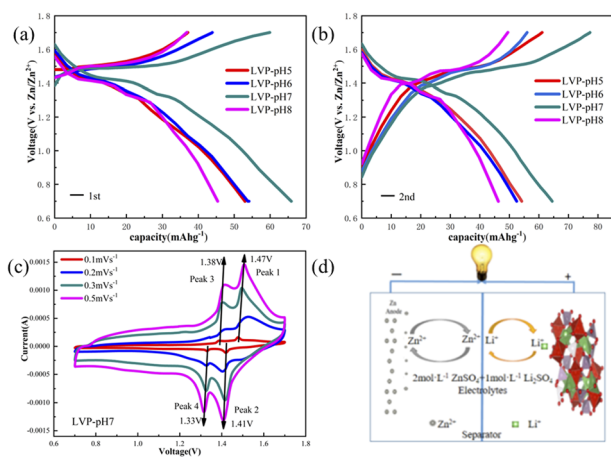 (a)
Voltage(V vs. Zn/Zn²⁺)
1.8
1.6
1.4
1.2
1.0
0.8
0.6
LVP-pH5
LVP-pH6
LVP-pH7
LVP-pH8
1st
0 10 20 30 40 50 60 70
capacity(mAhg⁻¹)
(b)
Voltage(V vs. Zn/Zn²⁺)
1.8
1.6
1.4
1.2
1.0
0.8
0.6
LVP-pH5
LVP-pH6
LVP-pH7
LVP-pH8
2nd
0 10 20 30 40 50 60 70 80
capacity(mAhg⁻¹)
(c)
Current(A)
0.0015
0.0010
0.0005
0.0000
-0.0005
-0.0010
-0.0015
0.1mVs⁻¹
0.2mVs⁻¹
0.3mVs⁻¹
0.5mVs⁻¹
1.38V
1.47V
Peak 3
Peak 1
Peak 4
Peak 2
1.33V
1.41V
LVP-pH7
0.6 0.8 1.0 1.2 1.4 1.6 1.8
Voltage(V)
(d)
—
+
Zn
Anode
Zn²⁺
Zn²⁺
Li⁺
Li⁺
2mol·L⁻¹ ZnSO₄+1mol·L⁻¹ Li₂SO₄
Electrolytes
Zn²⁺
Li⁺
Separator